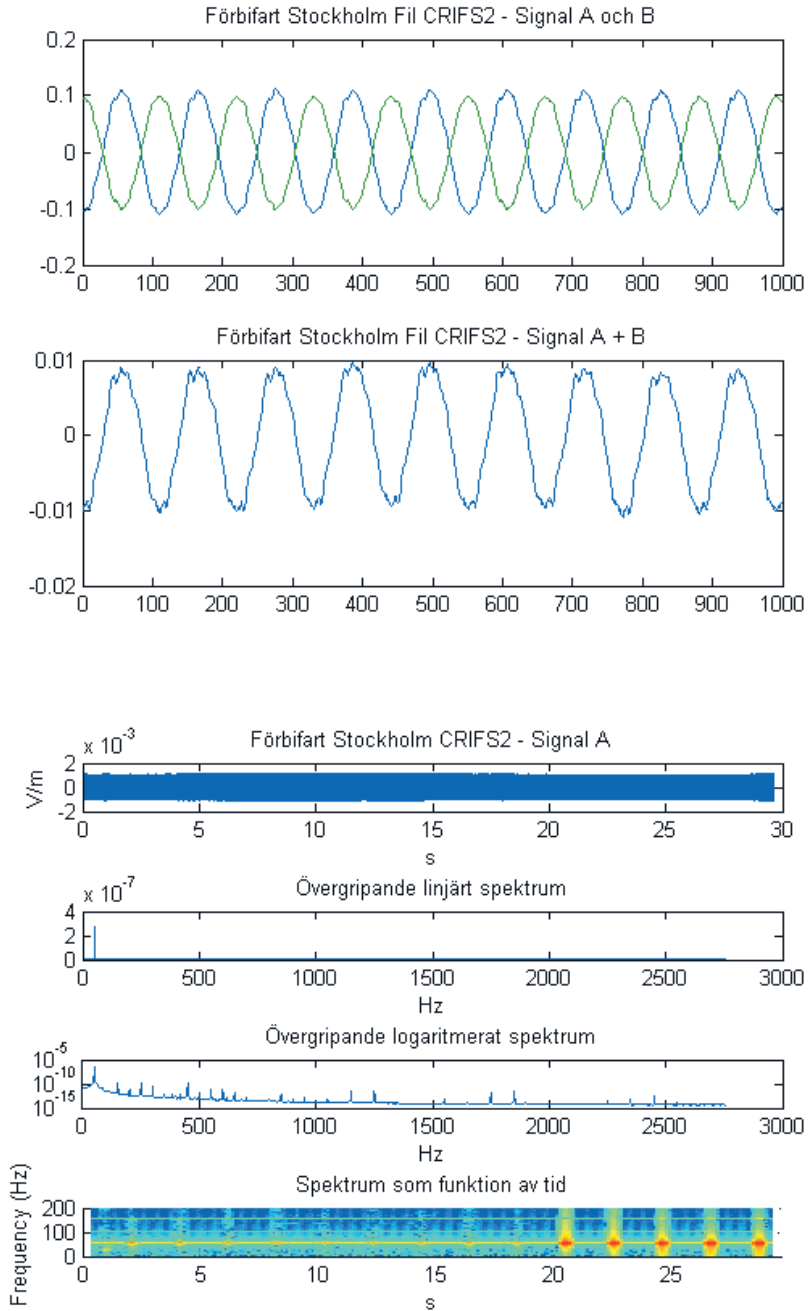 Förbifart Stockholm Fil CRIFS2 - Signal A och B
0.2
0.1
0
-0.1
-0.2
0 100 200 300 400 500 600 700 800 900 1000
Förbifart Stockholm Fil CRIFS2 - Signal A + B
0.01
0
-0.01
-0.02
0 100 200 300 400 500 600 700 800 900 1000
x 10^-3
Förbifart Stockholm CRIFS2 - Signal A
V/m
2
0
-2
0 5 10 15 20 25 30
s
x 10^-7
Övergripande linjärt spektrum
4
2
0
0 500 1000 1500 2000 2500 3000
Hz
Övergripande logaritmerat spektrum
10^-5
10^-10
10^-15
0 500 1000 1500 2000 2500 3000
Hz
Spektrum som funktion av tid
Frequency (Hz)
200
100
0
0 5 10 15 20 25
s